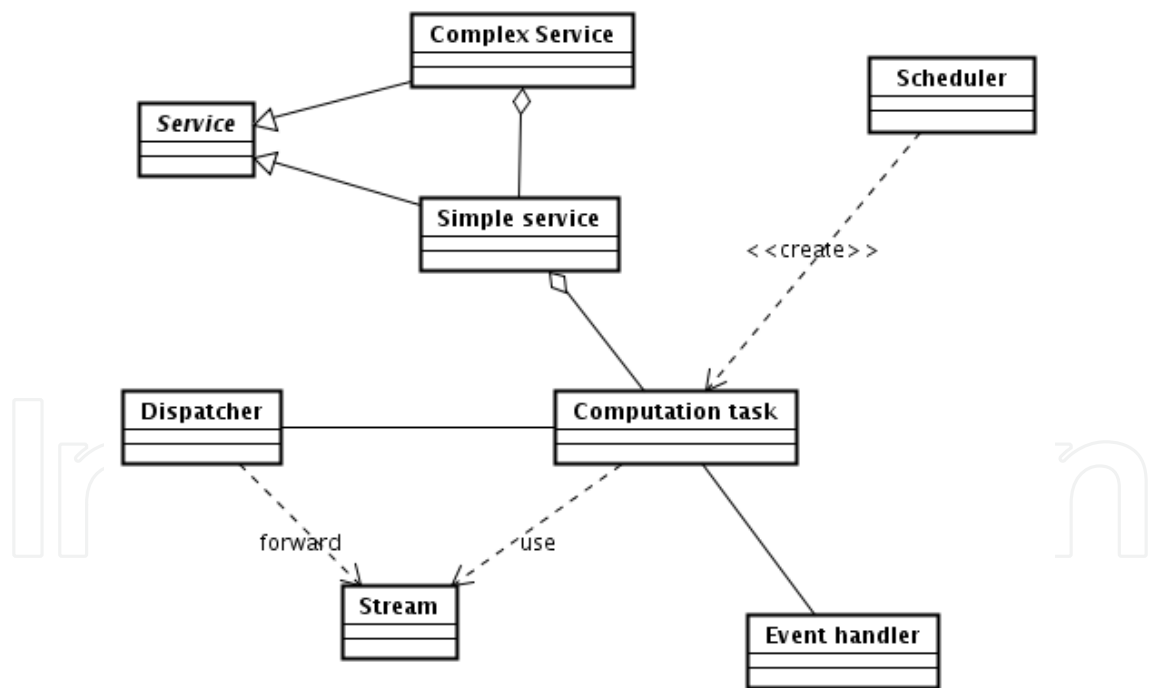 Complex Service
Scheduler
Service
Simple service
<<create>>
Dispatcher
Computation task
forward
use
Stream
Event handler